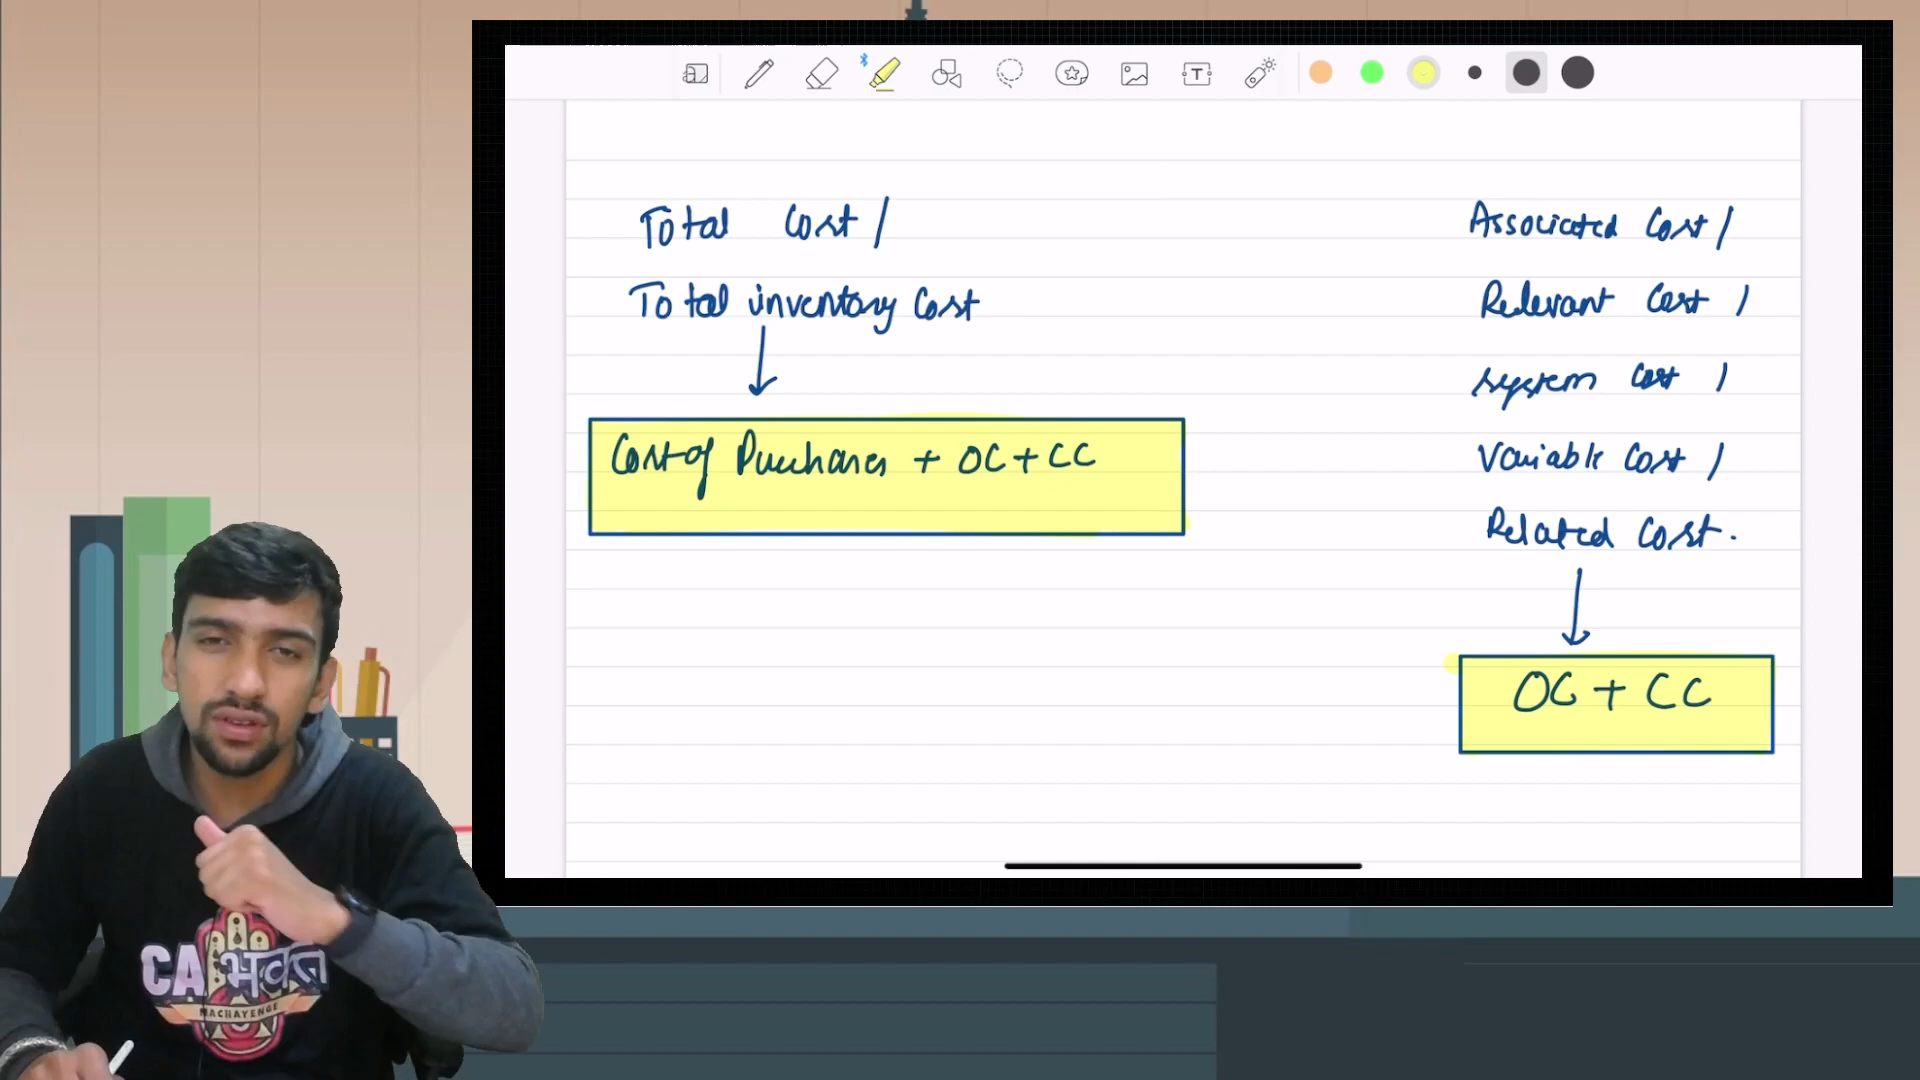 Total Cost /
Total inventory Cost
Cost of Purchases + OC + CC
Associated Cost /
Relevant Cost /
system Cost /
Variable Cost /
Related Cost.
OC + CC
T
CA भक्त
MACHAYENGE